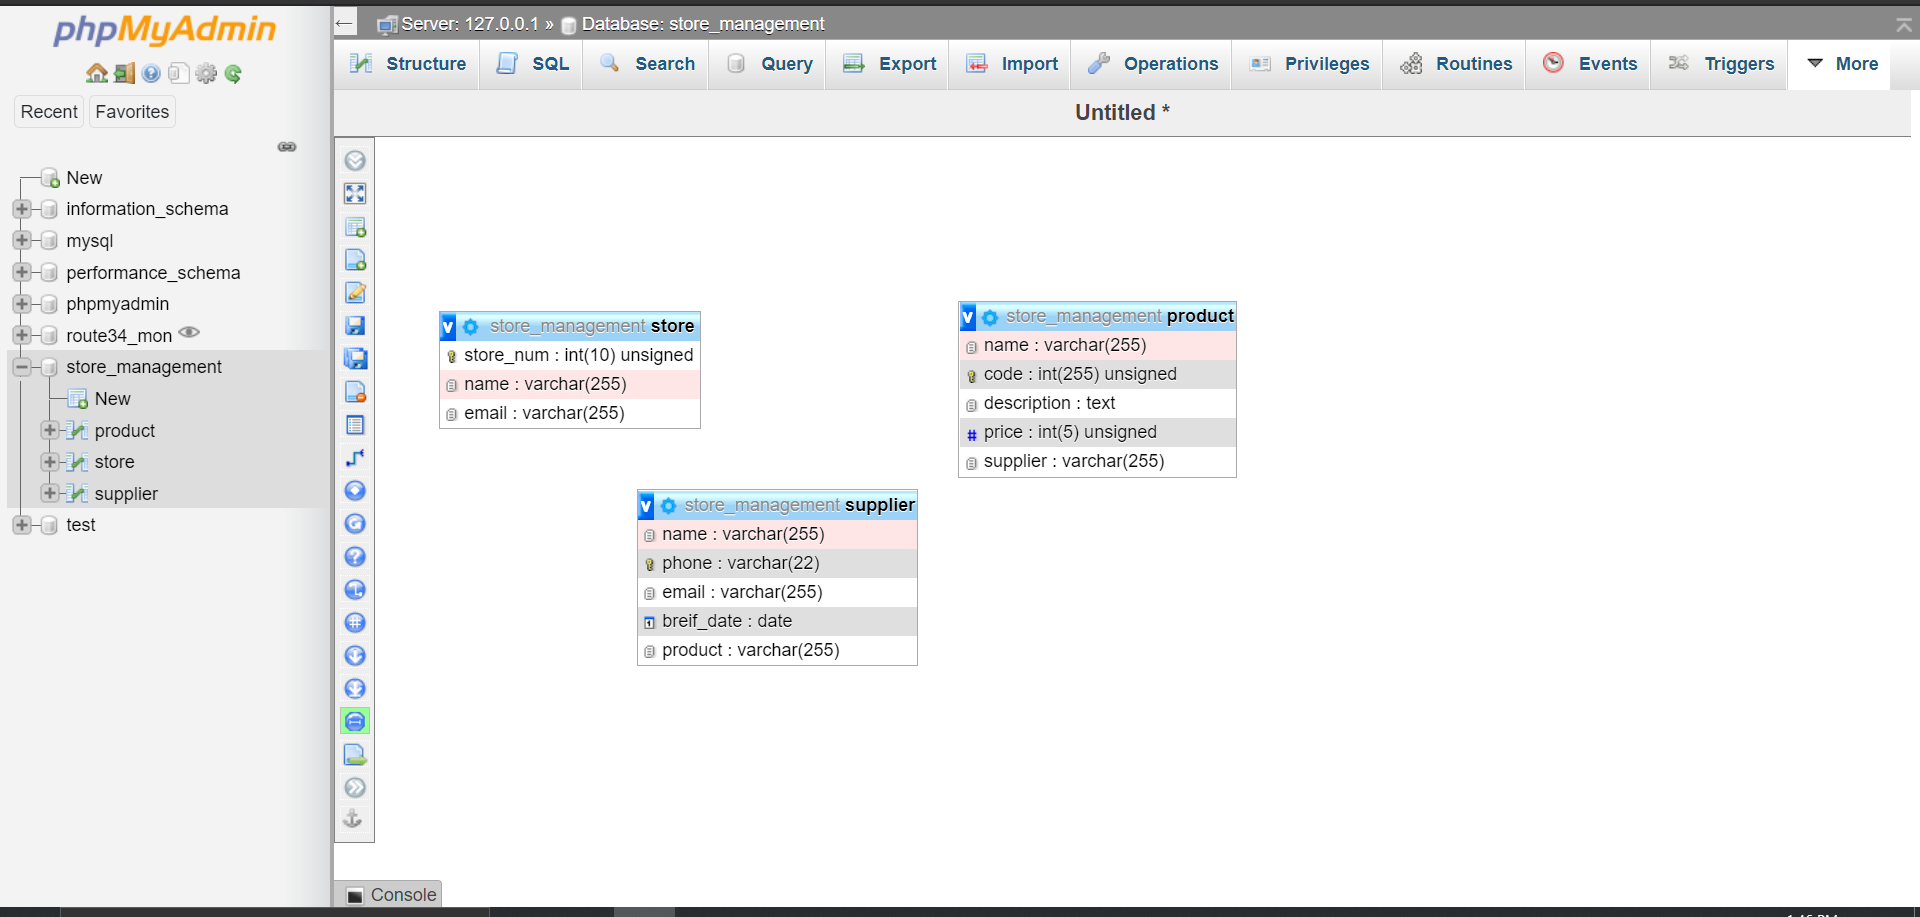 phpMyAdmin
Recent
Favorites
New
information_schema
mysql
performance_schema
phpmyadmin
route34_mon
store_management
New
product
store
supplier
test
Server: 127.0.0.1 » Database: store_management
Structure
SQL
Search
Query
Export
Import
Operations
Privileges
Routines
Events
Triggers
More
Untitled *
v store_management store
store_num : int(10) unsigned
name : varchar(255)
email : varchar(255)
v store_management product
name : varchar(255)
code : int(255) unsigned
description : text
# price : int(5) unsigned
supplier : varchar(255)
v store_management supplier
name : varchar(255)
phone : varchar(22)
email : varchar(255)
breif_date : date
product : varchar(255)
Console